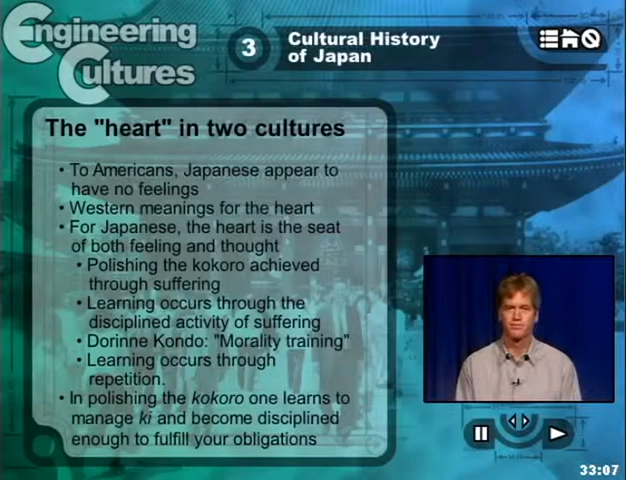 Engineering
Cultures
3
Cultural History
of Japan
The "heart" in two cultures
• To Americans, Japanese appear to
have no feelings
• Western meanings for the heart
• For Japanese, the heart is the seat
of both feeling and thought
• Polishing the kokoro achieved
through suffering
• Learning occurs through the
disciplined activity of suffering
• Dorinne Kondo: "Morality training"
• Learning occurs through
repetition.
• In polishing the kokoro one learns to
manage ki and become disciplined
enough to fulfill your obligations
33:07